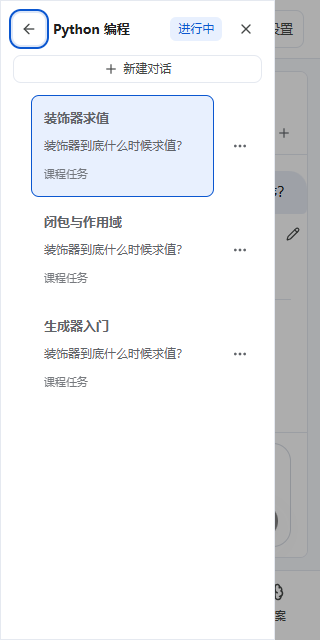 Python 编程
进行中
新建对话
装饰器求值
装饰器到底什么时候求值?
课程任务
闭包与作用域
装饰器到底什么时候求值?
课程任务
生成器入门
装饰器到底什么时候求值?
课程任务
设置
?
案